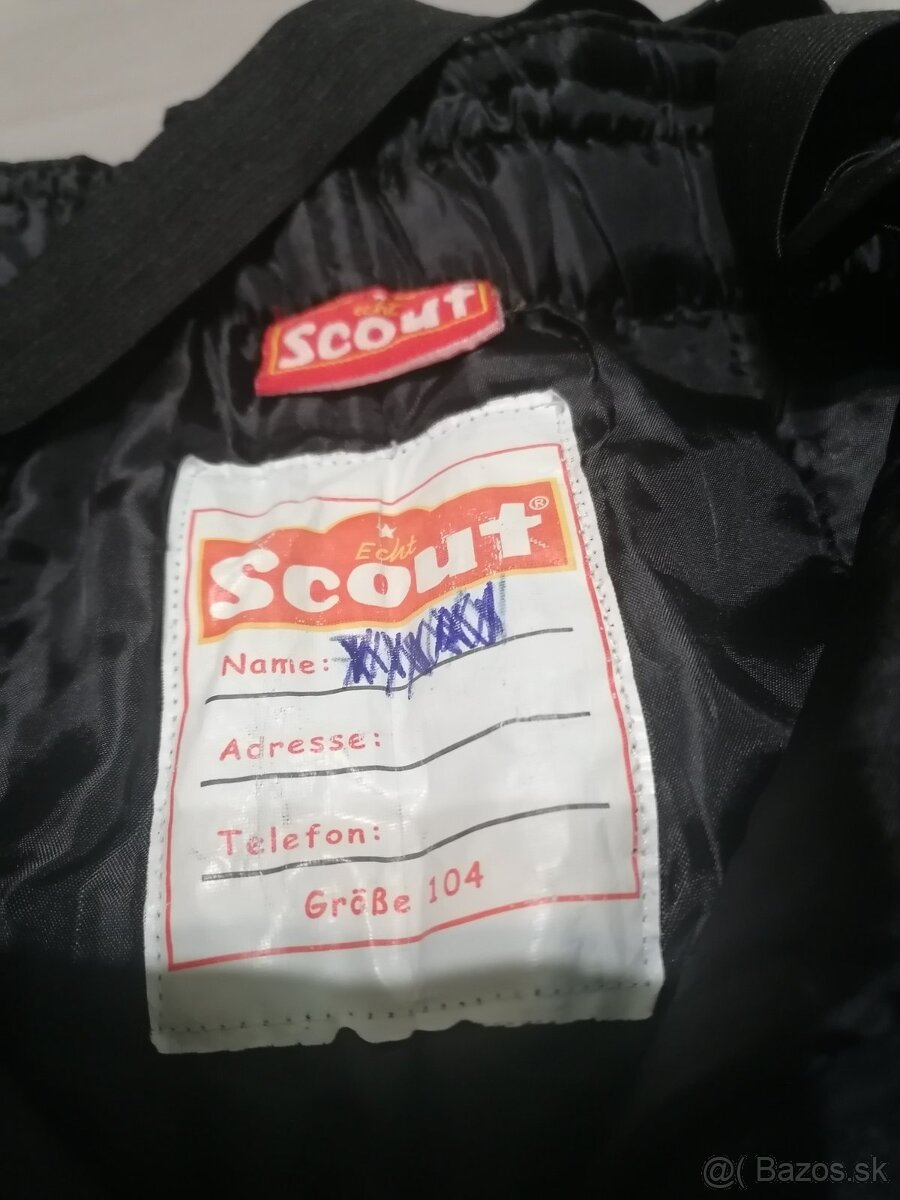 echt
Scout
Echt
Scout®
Name:
Adresse:
Telefon:
Größe 104
@( Bazos.sk